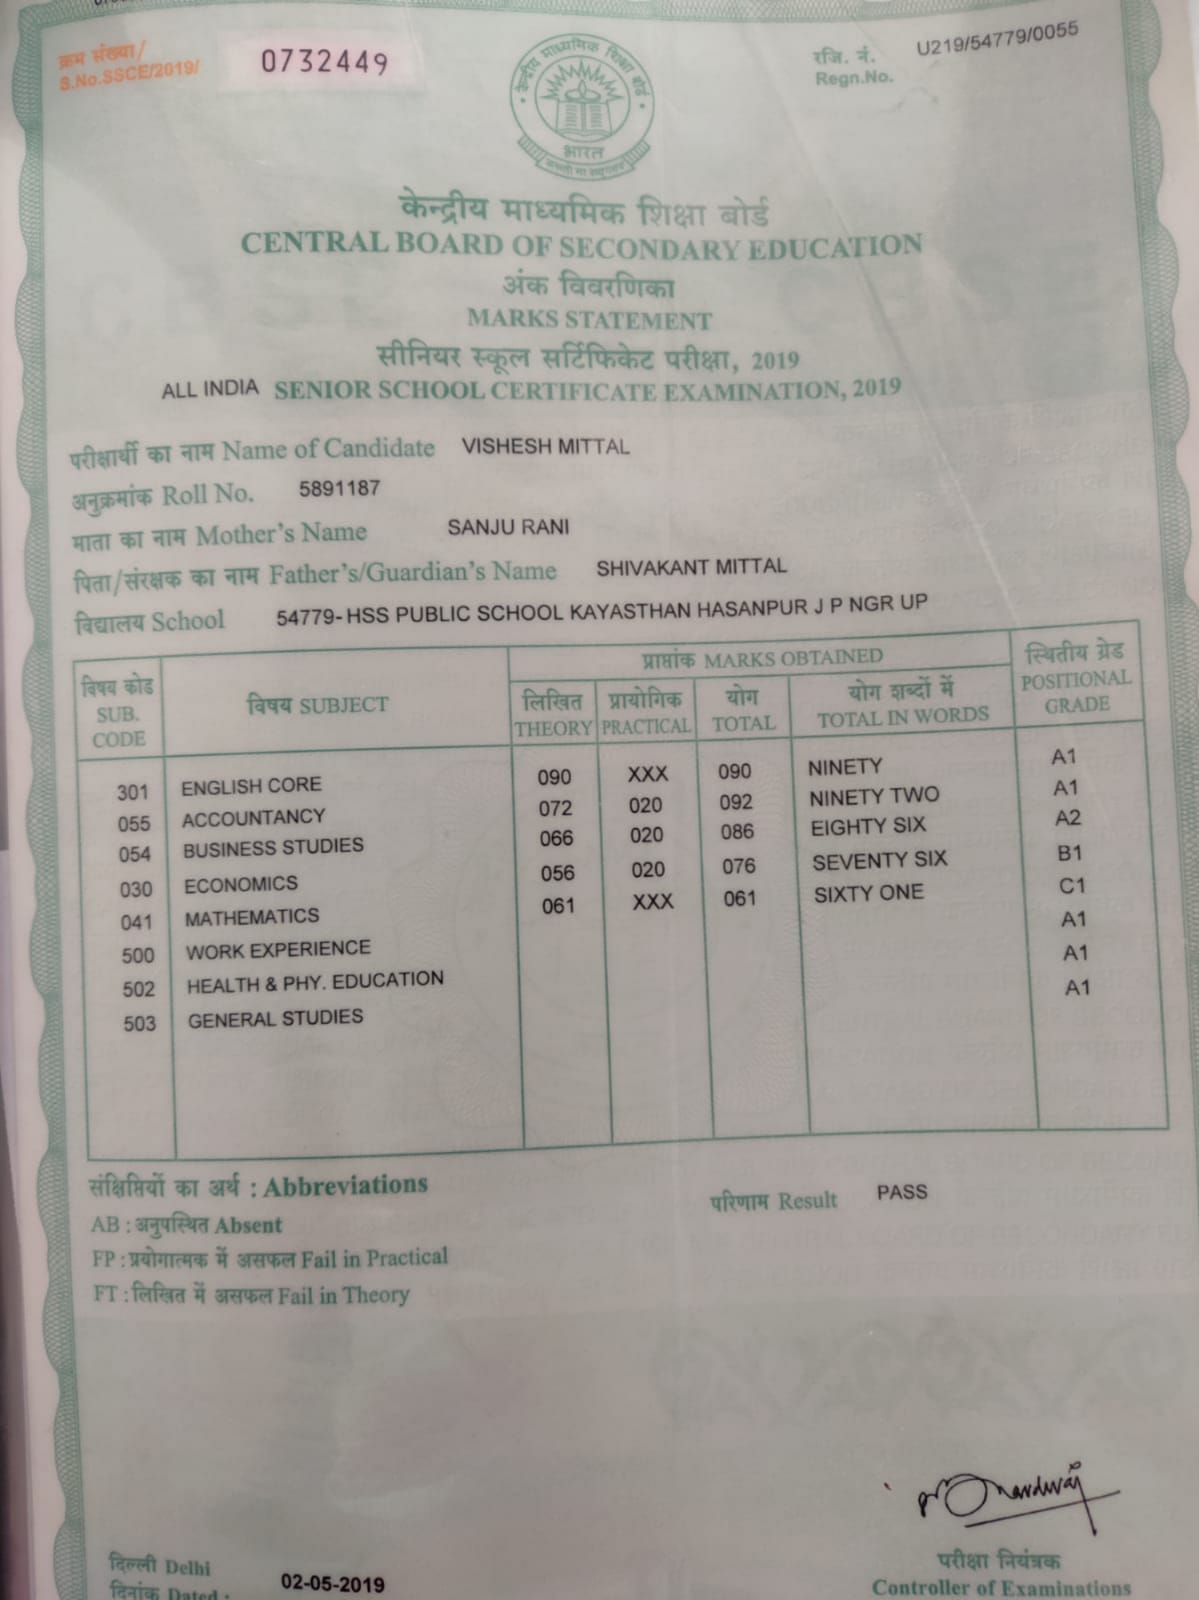 क्रम संख्या/
S.No.SSCE/2019/ 0732449
रजि. नं.
Regn.No. U219/54779/0055
केन्द्रीय माध्यमिक शिक्षा बोर्ड
भारत
केन्द्रीय माध्यमिक शिक्षा बोर्ड
CENTRAL BOARD OF SECONDARY EDUCATION
अंक विवरणिका
MARKS STATEMENT
सीनियर स्कूल सर्टिफिकेट परीक्षा, 2019
ALL INDIA SENIOR SCHOOL CERTIFICATE EXAMINATION, 2019
परीक्षार्थी का नाम Name of Candidate VISHESH MITTAL
अनुक्रमांक Roll No. 5891187
माता का नाम Mother's Name SANJU RANI
पिता/संरक्षक का नाम Father's/Guardian's Name SHIVAKANT MITTAL
विद्यालय School 54779- HSS PUBLIC SCHOOL KAYASTHAN HASANPUR J P NGR UP
विषय कोड SUB. CODE
विषय SUBJECT
प्राप्तांक MARKS OBTAINED
लिखित THEORY
प्रायोगिक PRACTICAL
योग TOTAL
योग शब्दों में TOTAL IN WORDS
स्थितीय ग्रेड POSITIONAL GRADE
301 ENGLISH CORE 090 XXX 090 NINETY A1
055 ACCOUNTANCY 072 020 092 NINETY TWO A1
054 BUSINESS STUDIES 066 020 086 EIGHTY SIX A2
030 ECONOMICS 056 020 076 SEVENTY SIX B1
041 MATHEMATICS 061 XXX 061 SIXTY ONE C1
500 WORK EXPERIENCE A1
502 HEALTH & PHY. EDUCATION A1
503 GENERAL STUDIES A1
संक्षिप्तियों का अर्थ : Abbreviations
परिणाम Result PASS
AB : अनुपस्थित Absent
FP : प्रयोगात्मक में असफल Fail in Practical
FT : लिखित में असफल Fail in Theory
दिल्ली Delhi
दिनांक Dated : 02-05-2019
परीक्षा नियंत्रक
Controller of Examinations